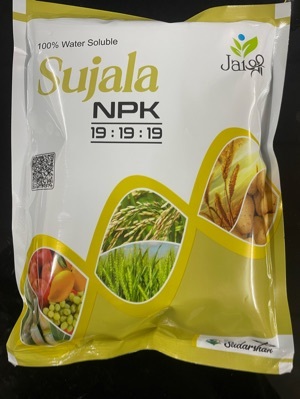 100% Water Soluble
Sujala
NPK
19 : 19 : 19
Jai
Sudarshan